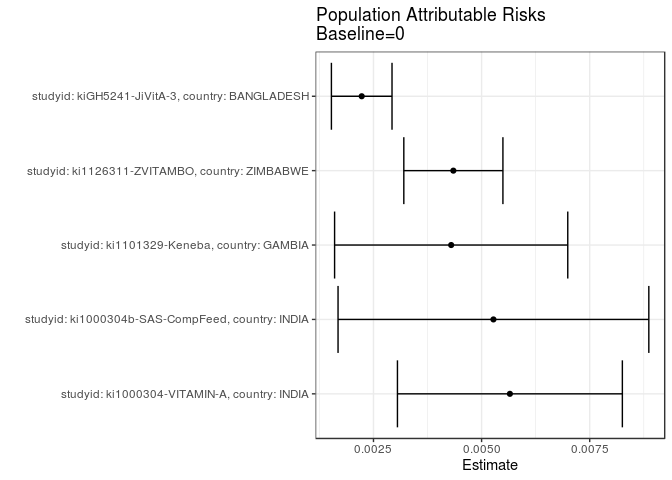 Population Attributable Risks
Baseline=0
studyid: kiGH5241-JiVitA-3, country: BANGLADESH
studyid: ki1126311-ZVITAMBO, country: ZIMBABWE
studyid: ki1101329-Keneba, country: GAMBIA
studyid: ki1000304b-SAS-CompFeed, country: INDIA
studyid: ki1000304-VITAMIN-A, country: INDIA
0.0025 0.0050 0.0075
Estimate